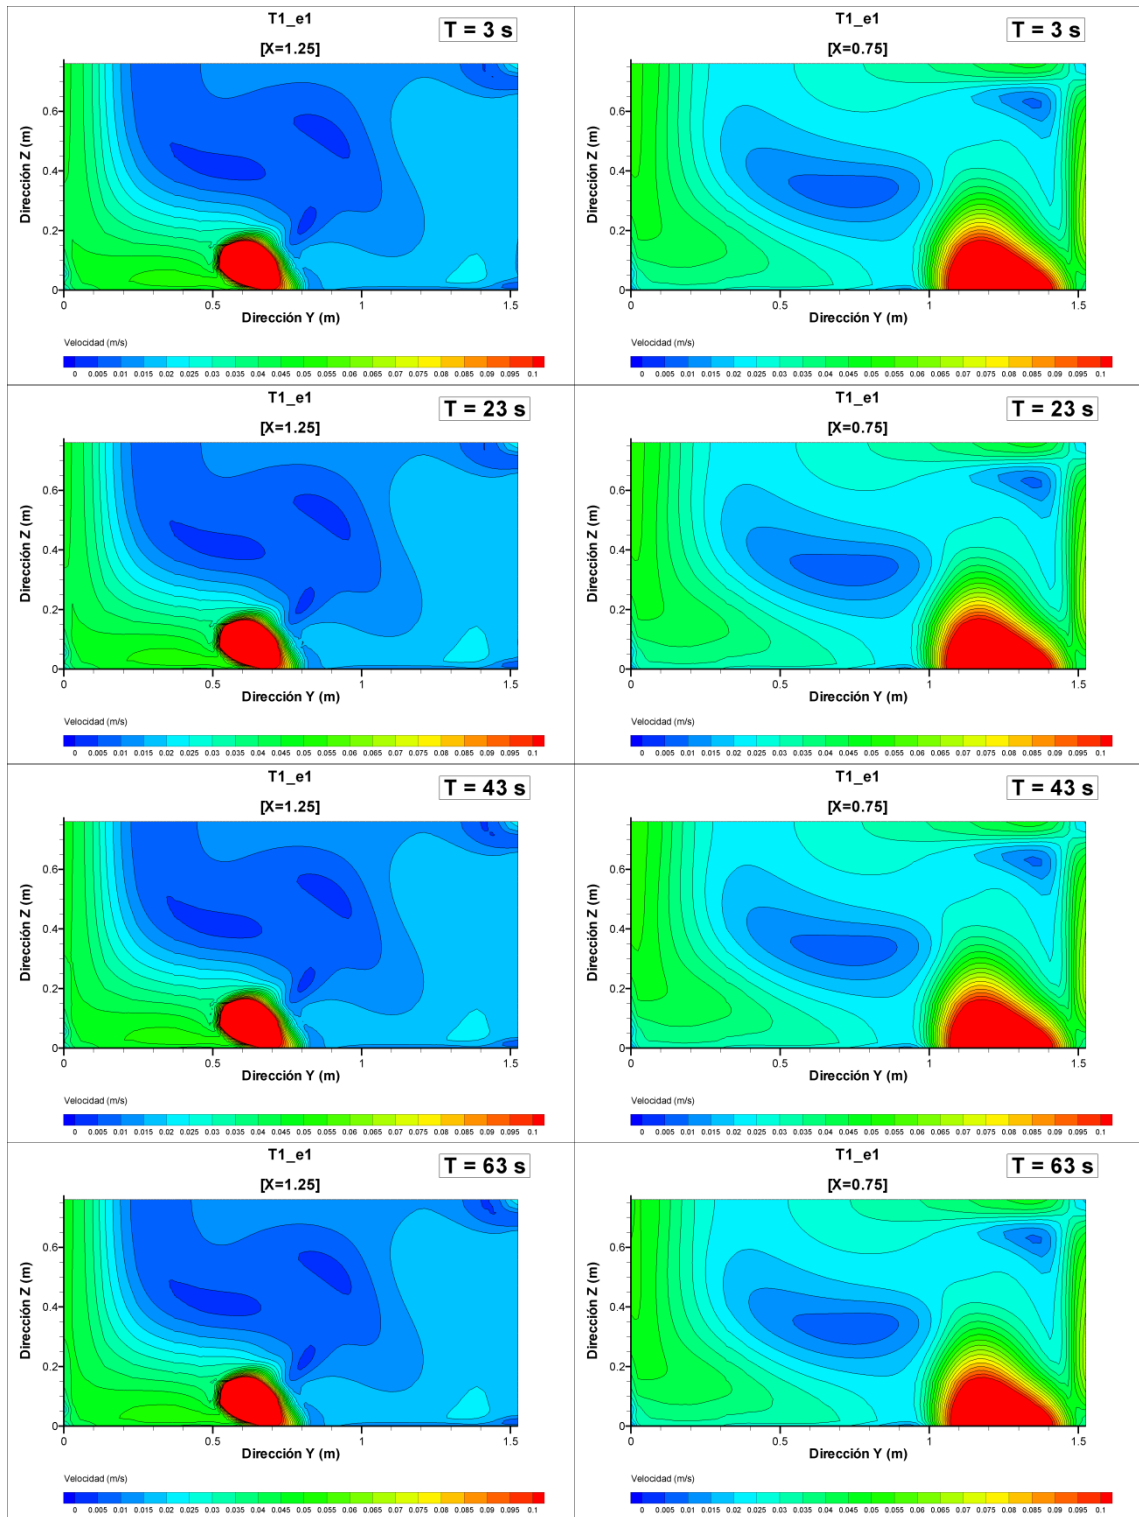 T1_e1
T = 3 s
[X=1.25]
Dirección Z (m)
0.6
0.4
0.2
0
0 0.5 1 1.5
Dirección Y (m)
Velocidad (m/s)
0 0.005 0.01 0.015 0.02 0.025 0.03 0.035 0.04 0.045 0.05 0.055 0.06 0.065 0.07 0.075 0.08 0.085 0.09 0.095 0.1
T1_e1
T = 3 s
[X=0.75]
Dirección Z (m)
0.6
0.4
0.2
0
0 0.5 1 1.5
Dirección Y (m)
Velocidad (m/s)
0 0.005 0.01 0.015 0.02 0.025 0.03 0.035 0.04 0.045 0.05 0.055 0.06 0.065 0.07 0.075 0.08 0.085 0.09 0.095 0.1
T1_e1
T = 23 s
[X=1.25]
Dirección Z (m)
0.6
0.4
0.2
0
0 0.5 1 1.5
Dirección Y (m)
Velocidad (m/s)
0 0.005 0.01 0.015 0.02 0.025 0.03 0.035 0.04 0.045 0.05 0.055 0.06 0.065 0.07 0.075 0.08 0.085 0.09 0.095 0.1
T1_e1
T = 23 s
[X=0.75]
Dirección Z (m)
0.6
0.4
0.2
0
0 0.5 1 1.5
Dirección Y (m)
Velocidad (m/s)
0 0.005 0.01 0.015 0.02 0.025 0.03 0.035 0.04 0.045 0.05 0.055 0.06 0.065 0.07 0.075 0.08 0.085 0.09 0.095 0.1
T1_e1
T = 43 s
[X=1.25]
Dirección Z (m)
0.6
0.4
0.2
0
0 0.5 1 1.5
Dirección Y (m)
Velocidad (m/s)
0 0.005 0.01 0.015 0.02 0.025 0.03 0.035 0.04 0.045 0.05 0.055 0.06 0.065 0.07 0.075 0.08 0.085 0.09 0.095 0.1
T1_e1
T = 43 s
[X=0.75]
Dirección Z (m)
0.6
0.4
0.2
0
0 0.5 1 1.5
Dirección Y (m)
Velocidad (m/s)
0 0.005 0.01 0.015 0.02 0.025 0.03 0.035 0.04 0.045 0.05 0.055 0.06 0.065 0.07 0.075 0.08 0.085 0.09 0.095 0.1
T1_e1
T = 63 s
[X=1.25]
Dirección Z (m)
0.6
0.4
0.2
0
0 0.5 1 1.5
Dirección Y (m)
Velocidad (m/s)
0 0.005 0.01 0.015 0.02 0.025 0.03 0.035 0.04 0.045 0.05 0.055 0.06 0.065 0.07 0.075 0.08 0.085 0.09 0.095 0.1
T1_e1
T = 63 s
[X=0.75]
Dirección Z (m)
0.6
0.4
0.2
0
0 0.5 1 1.5
Dirección Y (m)
Velocidad (m/s)
0 0.005 0.01 0.015 0.02 0.025 0.03 0.035 0.04 0.045 0.05 0.055 0.06 0.065 0.07 0.075 0.08 0.085 0.09 0.095 0.1